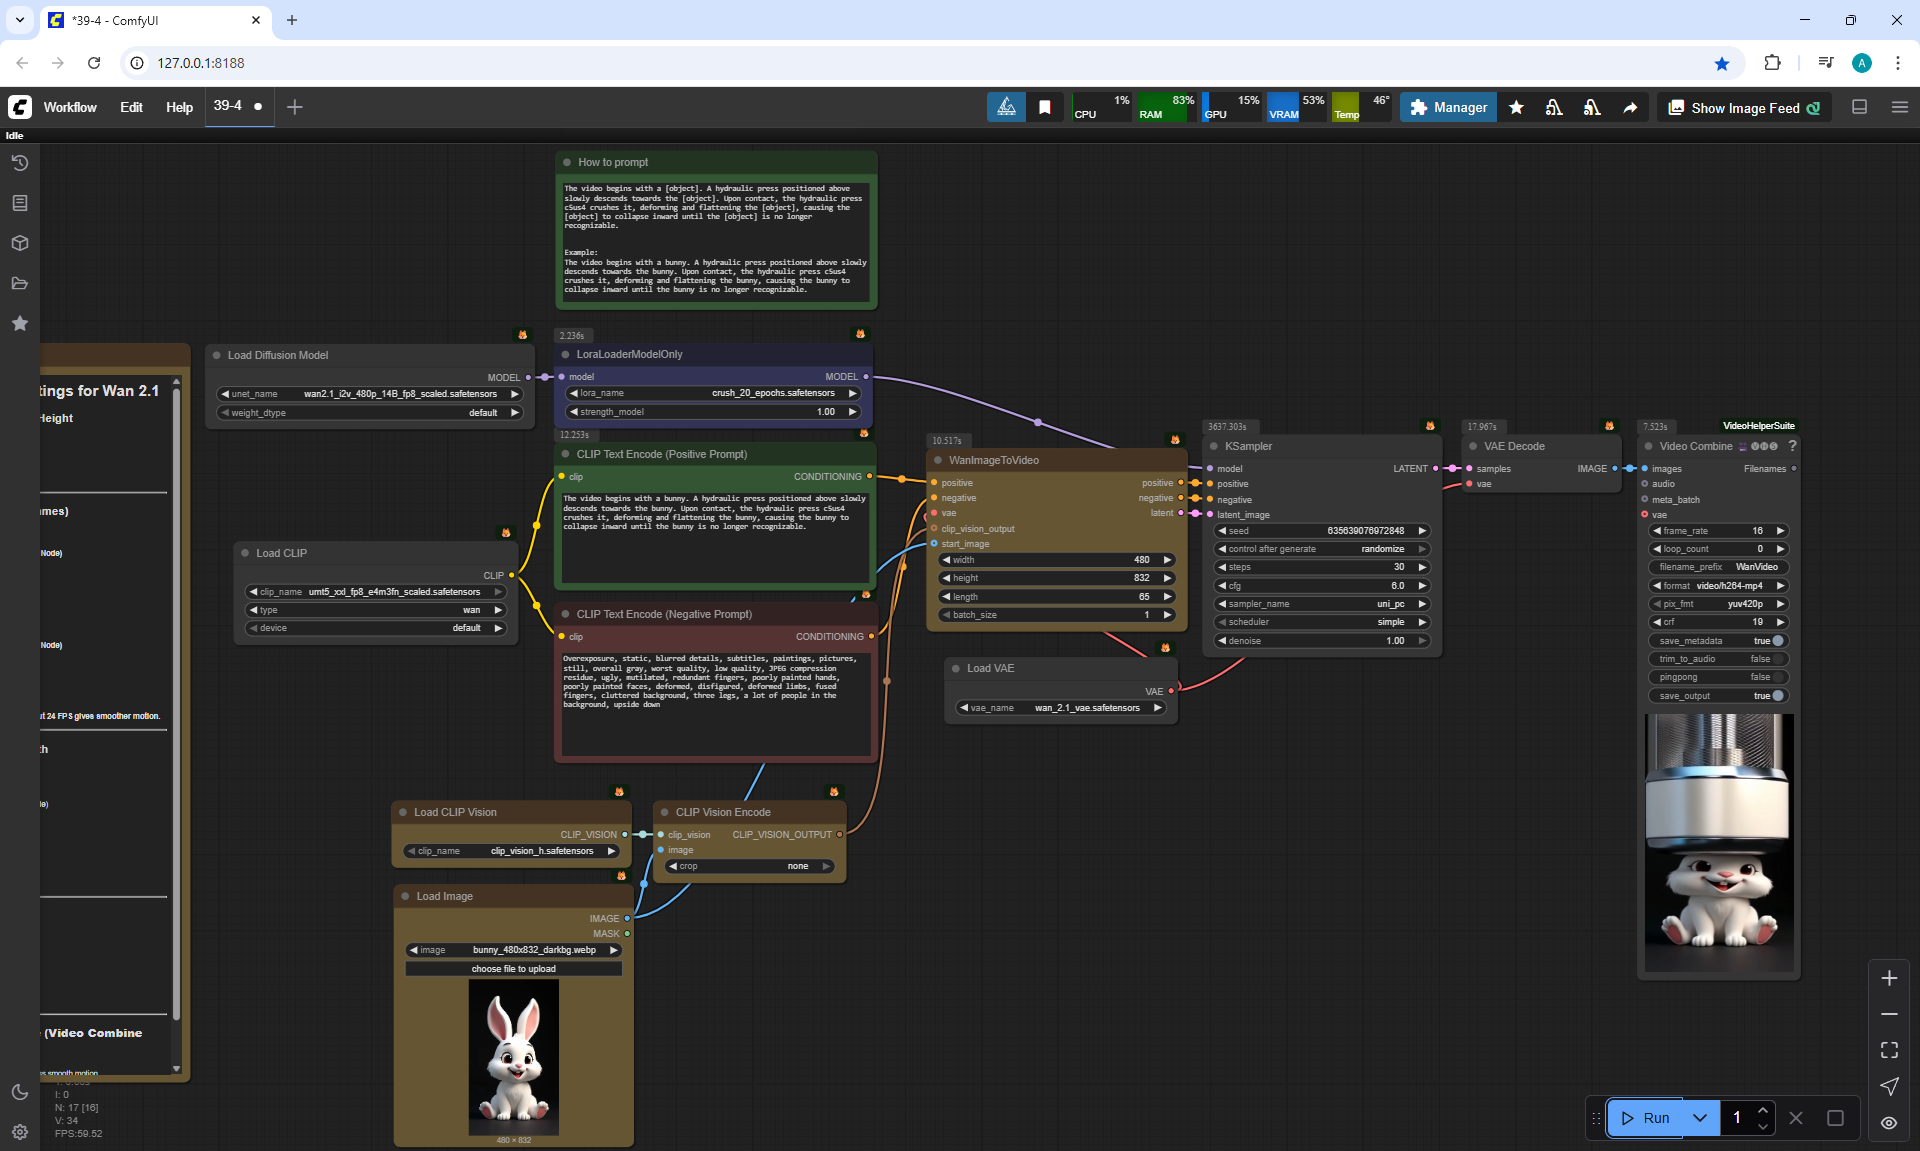 *39-4 - ComfyUI
127.0.0.1:8188
A
Workflow
Edit
Help
39-4
CPU
1%
RAM
83%
GPU
15%
VRAM
53%
Temp
46°
Manager
Show Image Feed
Idle
How to prompt
The video begins with a [object]. A hydraulic press positioned above
slowly descends towards the [object]. Upon contact, the hydraulic press
c5us4 crushes it, deforming and flattening the [object], causing the
[object] to collapse inward until the [object] is no longer
recognizable.
Example:
The video begins with a bunny. A hydraulic press positioned above slowly
descends towards the bunny. Upon contact, the hydraulic press c5us4
crushes it, deforming and flattening the bunny, causing the bunny to
collapse inward until the bunny is no longer recognizable.
tings for Wan 2.1
Height
mes)
Node)
Node)
ut 24 FPS gives smoother motion.
th
(Video Combine
es smooth motion.
I: 0
N: 17 [16]
V: 34
FPS:59.52
Load Diffusion Model
MODEL
unet_name wan2.1_i2v_480p_14B_fp8_scaled.safetensors
weight_dtype default
2.236s
LoraLoaderModelOnly
model MODEL
lora_name crush_20_epochs.safetensors
strength_model 1.00
12.253s
CLIP Text Encode (Positive Prompt)
clip CONDITIONING
The video begins with a bunny. A hydraulic press positioned above slowly
descends towards the bunny. Upon contact, the hydraulic press c5us4
crushes it, deforming and flattening the bunny, causing the bunny to
collapse inward until the bunny is no longer recognizable.
Load CLIP
CLIP
clip_name umt5_xxl_fp8_e4m3fn_scaled.safetensors
type wan
device default
CLIP Text Encode (Negative Prompt)
clip CONDITIONING
Overexposure, static, blurred details, subtitles, paintings, pictures,
still, overall gray, worst quality, low quality, JPEG compression
residue, ugly, mutilated, redundant fingers, poorly painted hands,
poorly painted faces, deformed, disfigured, deformed limbs, fused
fingers, cluttered background, three legs, a lot of people in the
background, upside down
10.517s
WanImageToVideo
positive positive
negative negative
vae latent
clip_vision_output
start_image
width 480
height 832
length 65
batch_size 1
Load VAE
VAE
vae_name wan_2.1_vae.safetensors
3637.303s
KSampler
model LATENT
positive
negative
latent_image
seed 635639076972848
control after generate randomize
steps 30
cfg 6.0
sampler_name uni_pc
scheduler simple
denoise 1.00
17.967s
VAE Decode
samples IMAGE
vae
7.523s
VideoHelperSuite
Video Combine VHS ?
images Filenames
audio
meta_batch
vae
frame_rate 16
loop_count 0
filename_prefix WanVideo
format video/h264-mp4
pix_fmt yuv420p
crf 19
save_metadata true
trim_to_audio false
pingpong false
save_output true
Load CLIP Vision
CLIP_VISION
clip_name clip_vision_h.safetensors
CLIP Vision Encode
clip_vision CLIP_VISION_OUTPUT
image
crop none
Load Image
IMAGE
MASK
image bunny_480x832_darkbg.webp
choose file to upload
480 × 832
Run
1